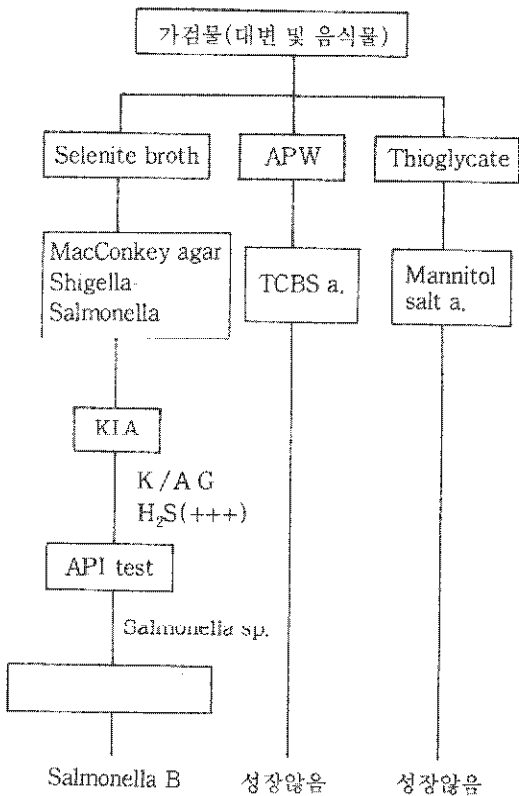 가검물(대변 및 음식물)
Selenite broth
APW
Thioglycate
MacConkey agar
Shigella-
Salmonella
TCBS a.
Mannitol
salt a.
KIA
K/AG
H₂S(+++)
API test
Salmonella sp.
Salmonella B
성장않음
성장않음